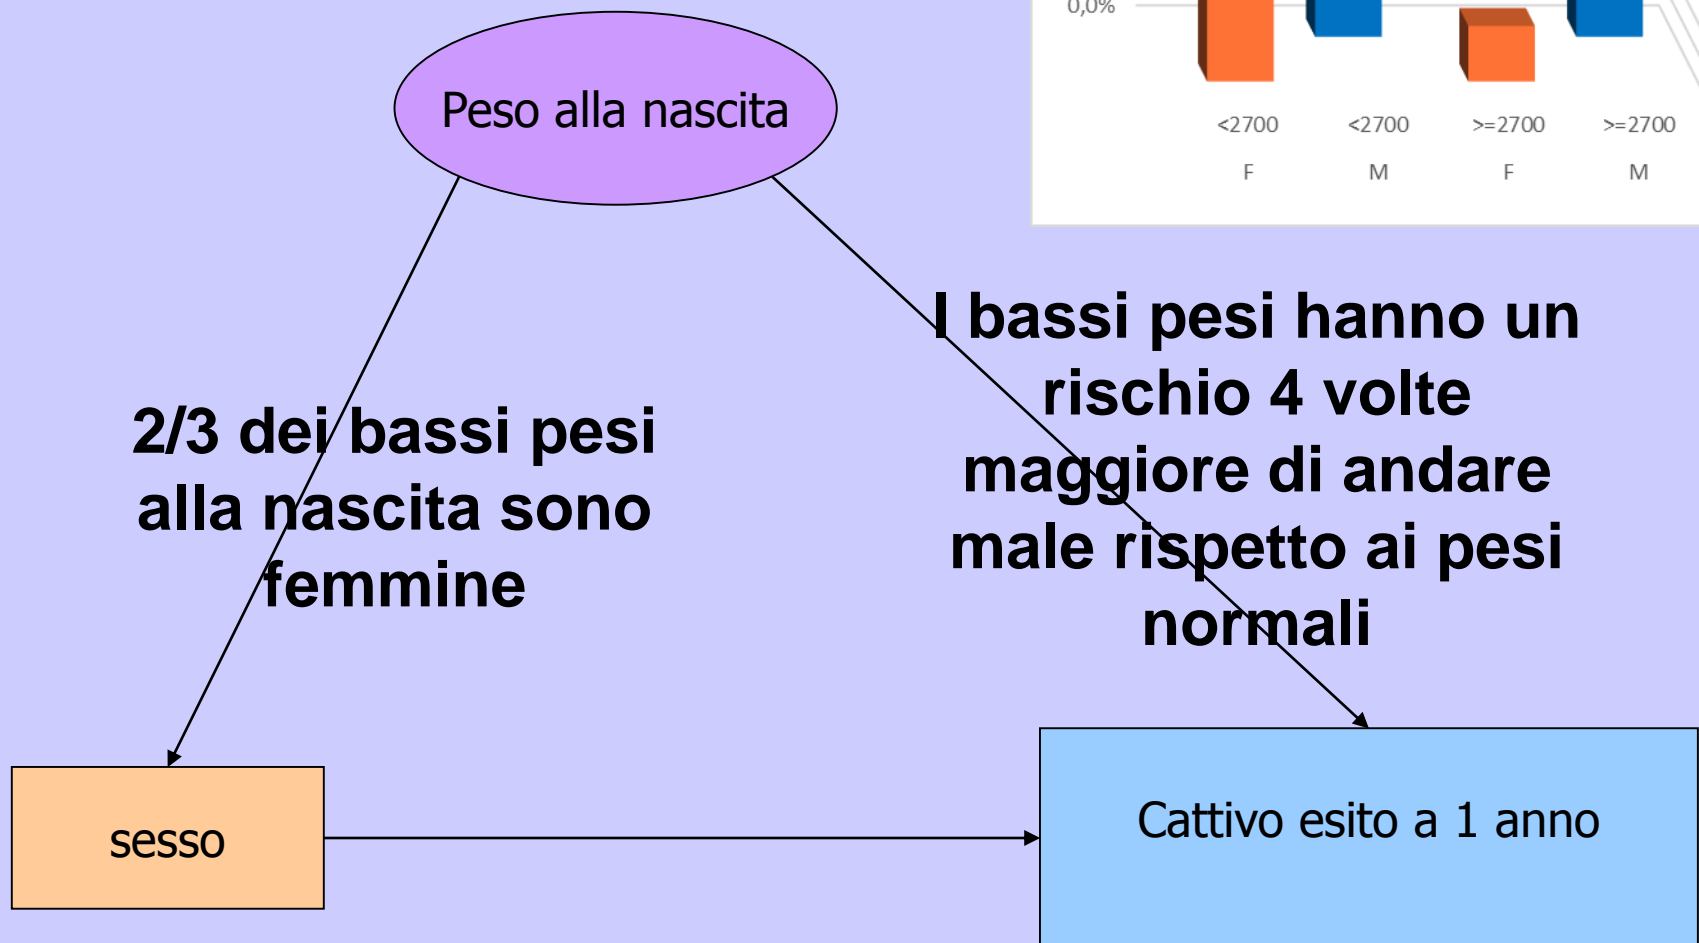 0,0%
<2700 <2700 >=2700 >=2700
F M F M
Peso alla nascita
I bassi pesi hanno un
rischio 4 volte
maggiore di andare
male rispetto ai pesi
normali
2/3 dei bassi pesi
alla nascita sono
femmine
sesso
Cattivo esito a 1 anno